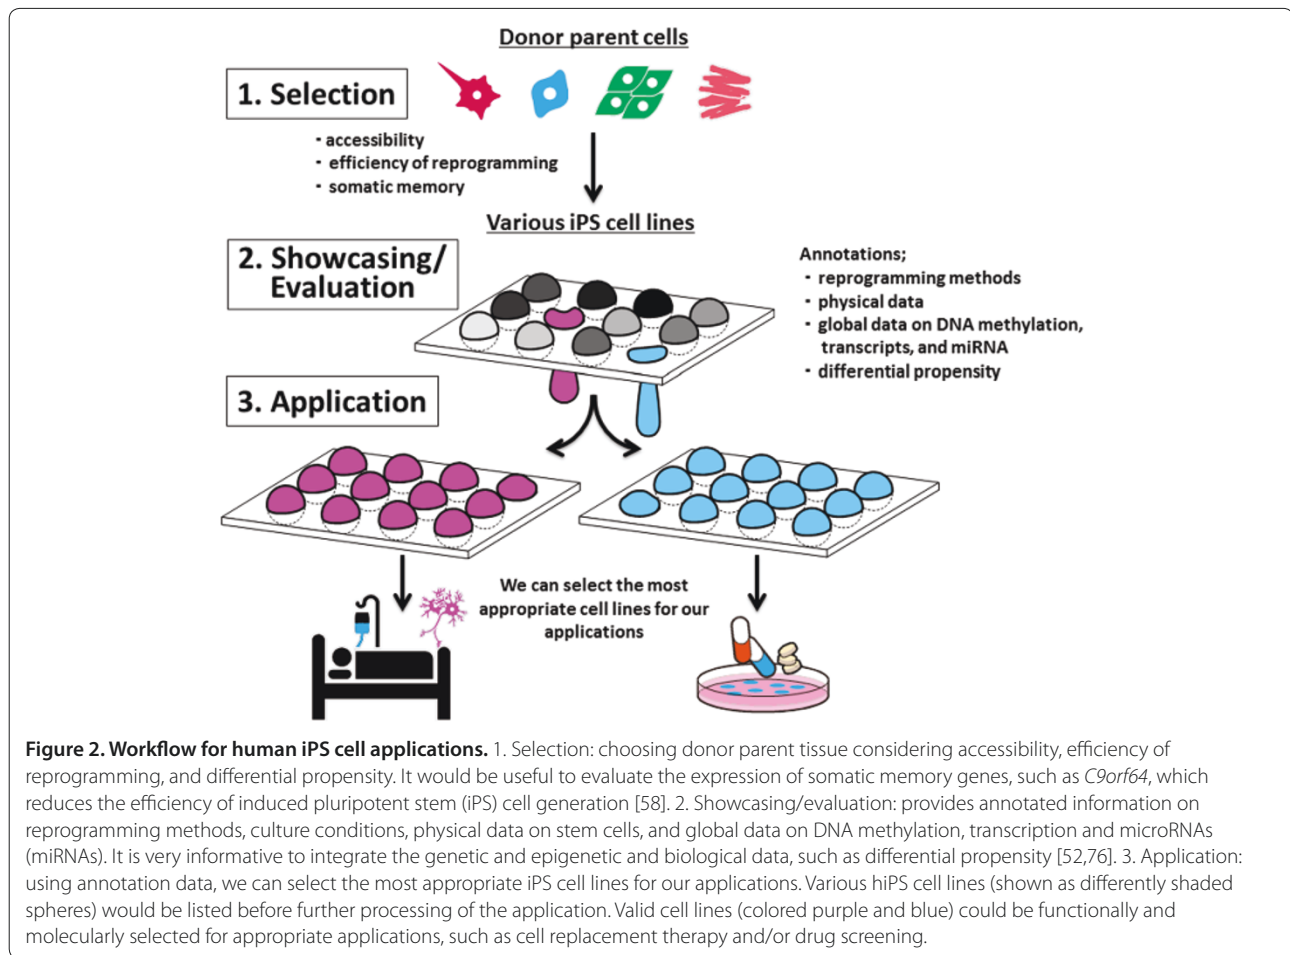 Donor parent cells
1. Selection
· accessibility
· efficiency of reprogramming
· somatic memory
Various iPS cell lines
2. Showcasing/
Evaluation
Annotations;
· reprogramming methods
· physical data
· global data on DNA methylation,
transcripts, and miRNA
· differential propensity
3. Application
We can select the most
appropriate cell lines for our
applications
Figure 2. Workflow for human iPS cell applications. 1. Selection: choosing donor parent tissue considering accessibility, efficiency of
reprogramming, and differential propensity. It would be useful to evaluate the expression of somatic memory genes, such as C9orf64, which
reduces the efficiency of induced pluripotent stem (iPS) cell generation [58]. 2. Showcasing/evaluation: provides annotated information on
reprogramming methods, culture conditions, physical data on stem cells, and global data on DNA methylation, transcription and microRNAs
(miRNAs). It is very informative to integrate the genetic and epigenetic and biological data, such as differential propensity [52,76]. 3. Application:
using annotation data, we can select the most appropriate iPS cell lines for our applications. Various hiPS cell lines (shown as differently shaded
spheres) would be listed before further processing of the application. Valid cell lines (colored purple and blue) could be functionally and
molecularly selected for appropriate applications, such as cell replacement therapy and/or drug screening.